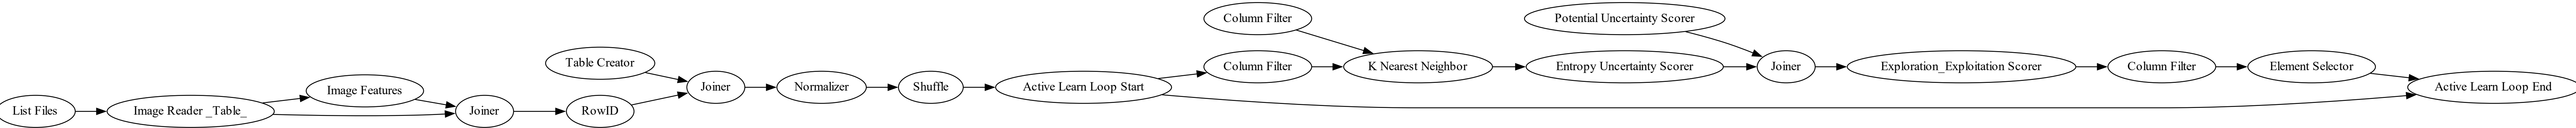 List Files
Image Reader _Table_
Image Features
Joiner
Table Creator
RowID
Joiner
Normalizer
Shuffle
Active Learn Loop Start
Column Filter
Column Filter
K Nearest Neighbor
Potential Uncertainty Scorer
Entropy Uncertainty Scorer
Joiner
Exploration_Exploitation Scorer
Column Filter
Element Selector
Active Learn Loop End